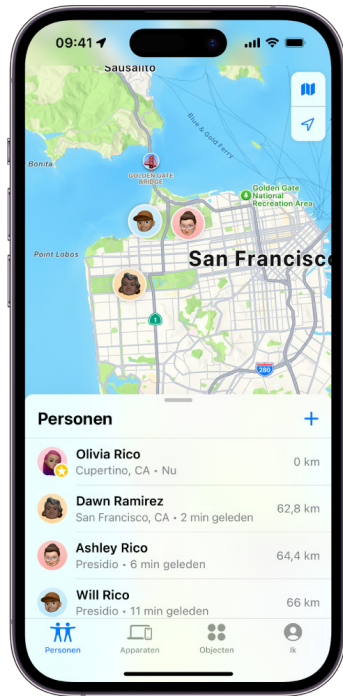 09:41
Sausalito
Blue & Gold Ferry
Bonita
GOLDEN GATE
BRIDGE
Golden Gate
National
Recreation Area
Point Lobos
San Francisco
1
280
Personen
Olivia Rico
Cupertino, CA • Nu
0 km
Dawn Ramirez
San Francisco, CA • 2 min geleden
62,8 km
Ashley Rico
Presidio • 6 min geleden
64,4 km
Will Rico
Presidio • 11 min geleden
66 km
Personen
Apparaten
Objecten
Ik